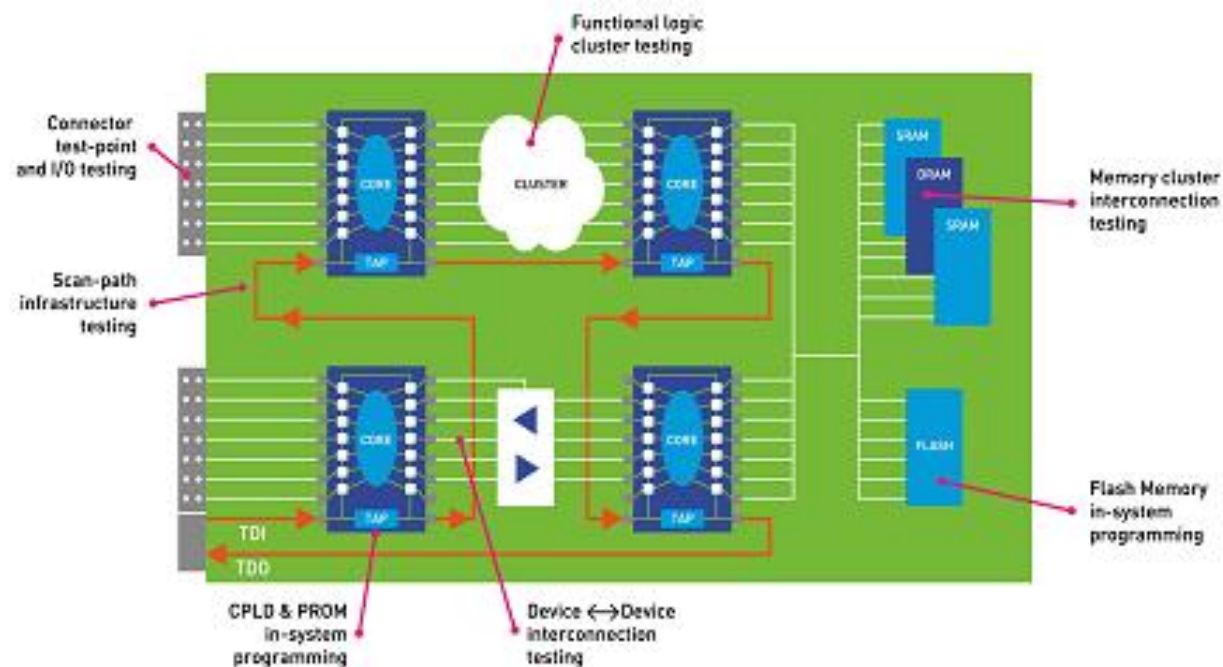 Functional logic
cluster testing
Connector
test-point
and I/O testing
CORE
CLUSTER
CORE
SRAM
DRAM
SRAM
Memory cluster
interconnection
testing
TAP
TAP
Scan-path
infrastructure
testing
CORE
CORE
FLASH
TAP
TAP
Flash Memory
in-system
programming
TDI
TDO
CPLD & PROM
in-system
programming
Device <->Device
interconnection
testing